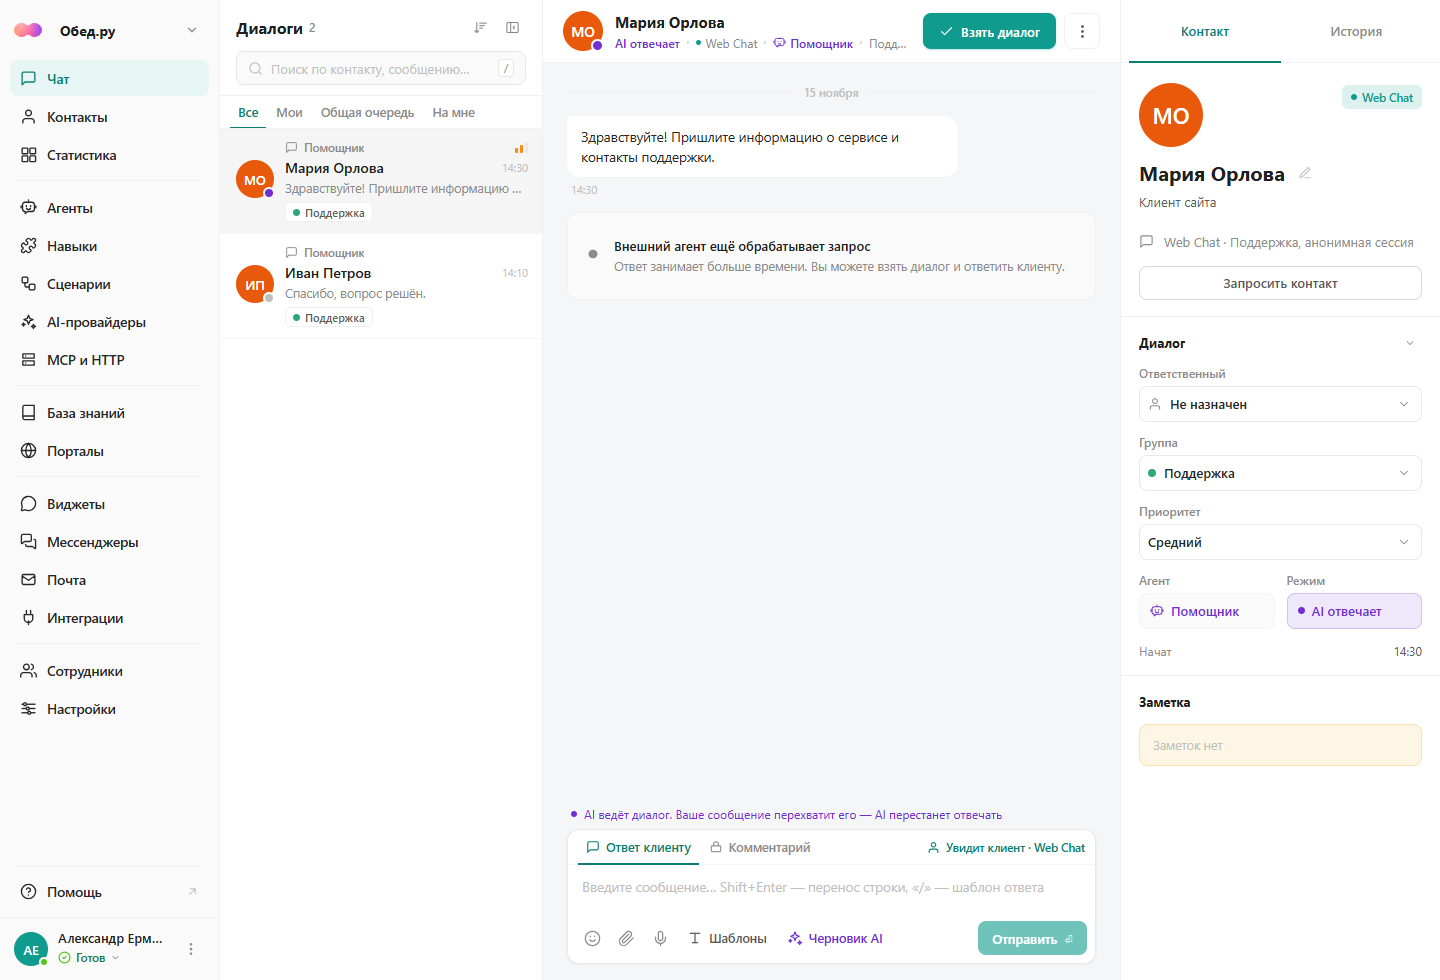 Обед.ру
Чат
Контакты
Статистика
Агенты
Навыки
Сценарии
AI-провайдеры
MCP и HTTP
База знаний
Порталы
Виджеты
Мессенджеры
Почта
Интеграции
Сотрудники
Настройки
Помощь
АЕ
Александр Ерм...
Готов
Диалоги 2
Поиск по контакту, сообщению... /
Все Мои Общая очередь На мне
Помощник
МО
Мария Орлова 14:30
Здравствуйте! Пришлите информацию ...
Поддержка
Помощник
ИП
Иван Петров 14:10
Спасибо, вопрос решён.
Поддержка
МО
Мария Орлова
AI отвечает · Web Chat · Помощник · Подд...
Взять диалог
15 ноября
Здравствуйте! Пришлите информацию о сервисе и
контакты поддержки.
14:30
Внешний агент ещё обрабатывает запрос
Ответ занимает больше времени. Вы можете взять диалог и ответить клиенту.
AI ведёт диалог. Ваше сообщение перехватит его — AI перестанет отвечать
Ответ клиенту Комментарий Увидит клиент · Web Chat
Введите сообщение... Shift+Enter — перенос строки, «/» — шаблон ответа
Шаблоны Черновик AI Отправить
Контакт История
МО
Web Chat
Мария Орлова
Клиент сайта
Web Chat · Поддержка, анонимная сессия
Запросить контакт
Диалог
Ответственный
Не назначен
Группа
Поддержка
Приоритет
Средний
Агент Режим
Помощник AI отвечает
Начат 14:30
Заметка
Заметок нет